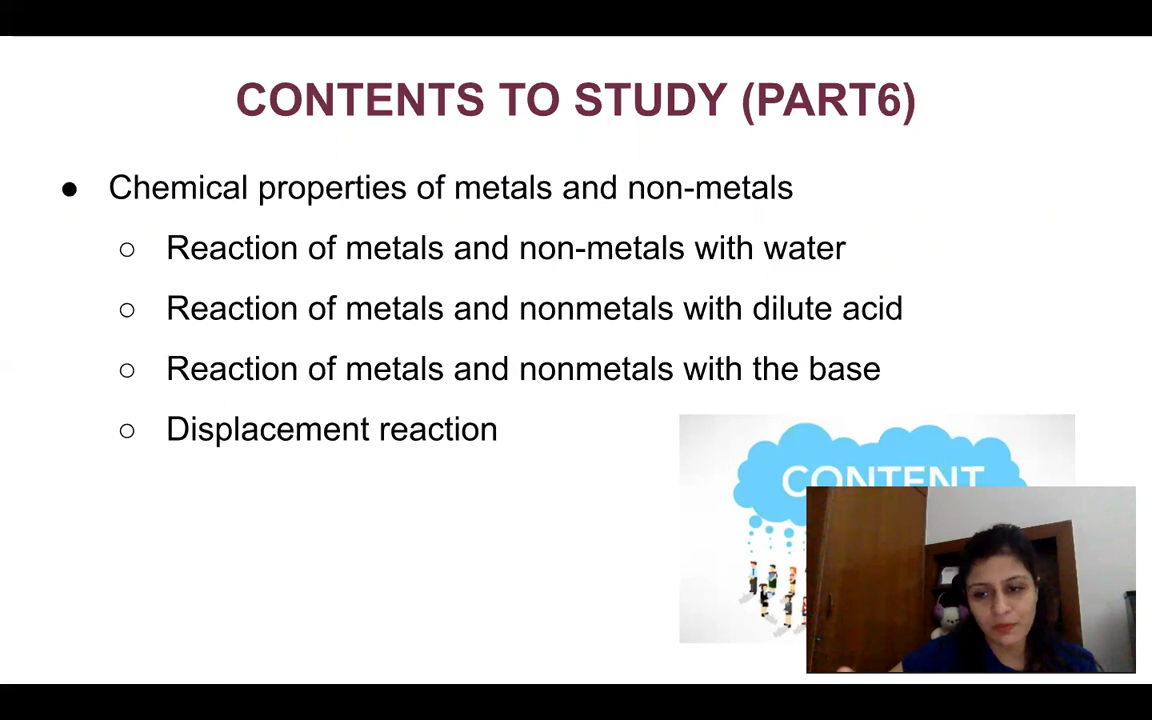 CONTENTS TO STUDY (PART6)
● Chemical properties of metals and non-metals
○ Reaction of metals and non-metals with water
○ Reaction of metals and nonmetals with dilute acid
○ Reaction of metals and nonmetals with the base
○ Displacement reaction
CONTENT